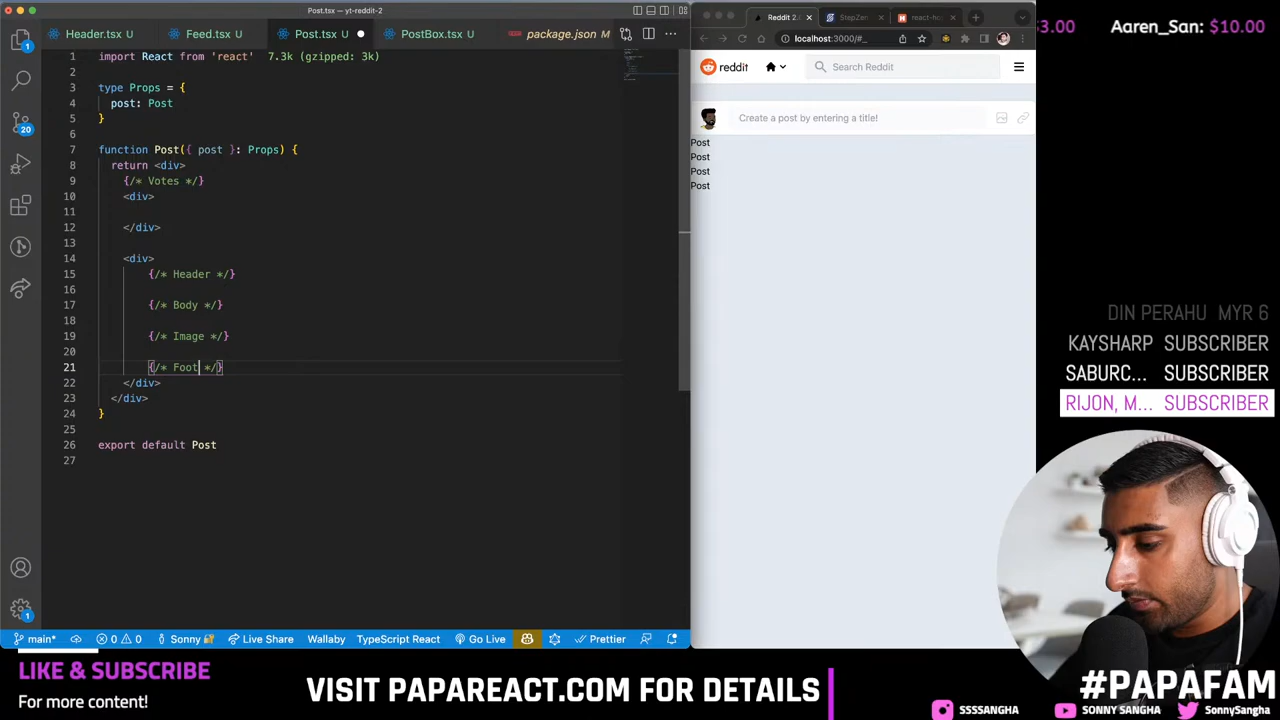 Post.tsx — yt-reddit-2
Header.tsx U
Feed.tsx U
Post.tsx U
PostBox.tsx U
package.json M
1 import React from 'react' 7.3k (gzipped: 3k)
2
3 type Props = {
4 post: Post
5 }
6
7 function Post({ post }: Props) {
8 return <div>
9 {/* Votes */}
10 <div>
11
12 </div>
13
14 <div>
15 {/* Header */}
16
17 {/* Body */}
18
19 {/* Image */}
20
21 {/* Foot */}
22 </div>
23 </div>
24 }
25
26 export default Post
27
1
20
1
main*
0 0
Sonny
Live Share
Wallaby
TypeScript React
Go Live
Prettier
Reddit 2.
StepZen
react-ho
localhost:3000/#_
reddit
Search Reddit
Create a post by entering a title!
Post
Post
Post
Post
3.00 Aaren_San: $10.00
DIN PERAHU MYR 6
KAYSHARP SUBSCRIBER
SABURC... SUBSCRIBER
RIJON, M... SUBSCRIBER
LIKE & SUBSCRIBE
For more content!
VISIT PAPAREACT.COM FOR DETAILS
#PAPAFAM
SSSSANGHA
SONNY SANGHA
SonnySangha